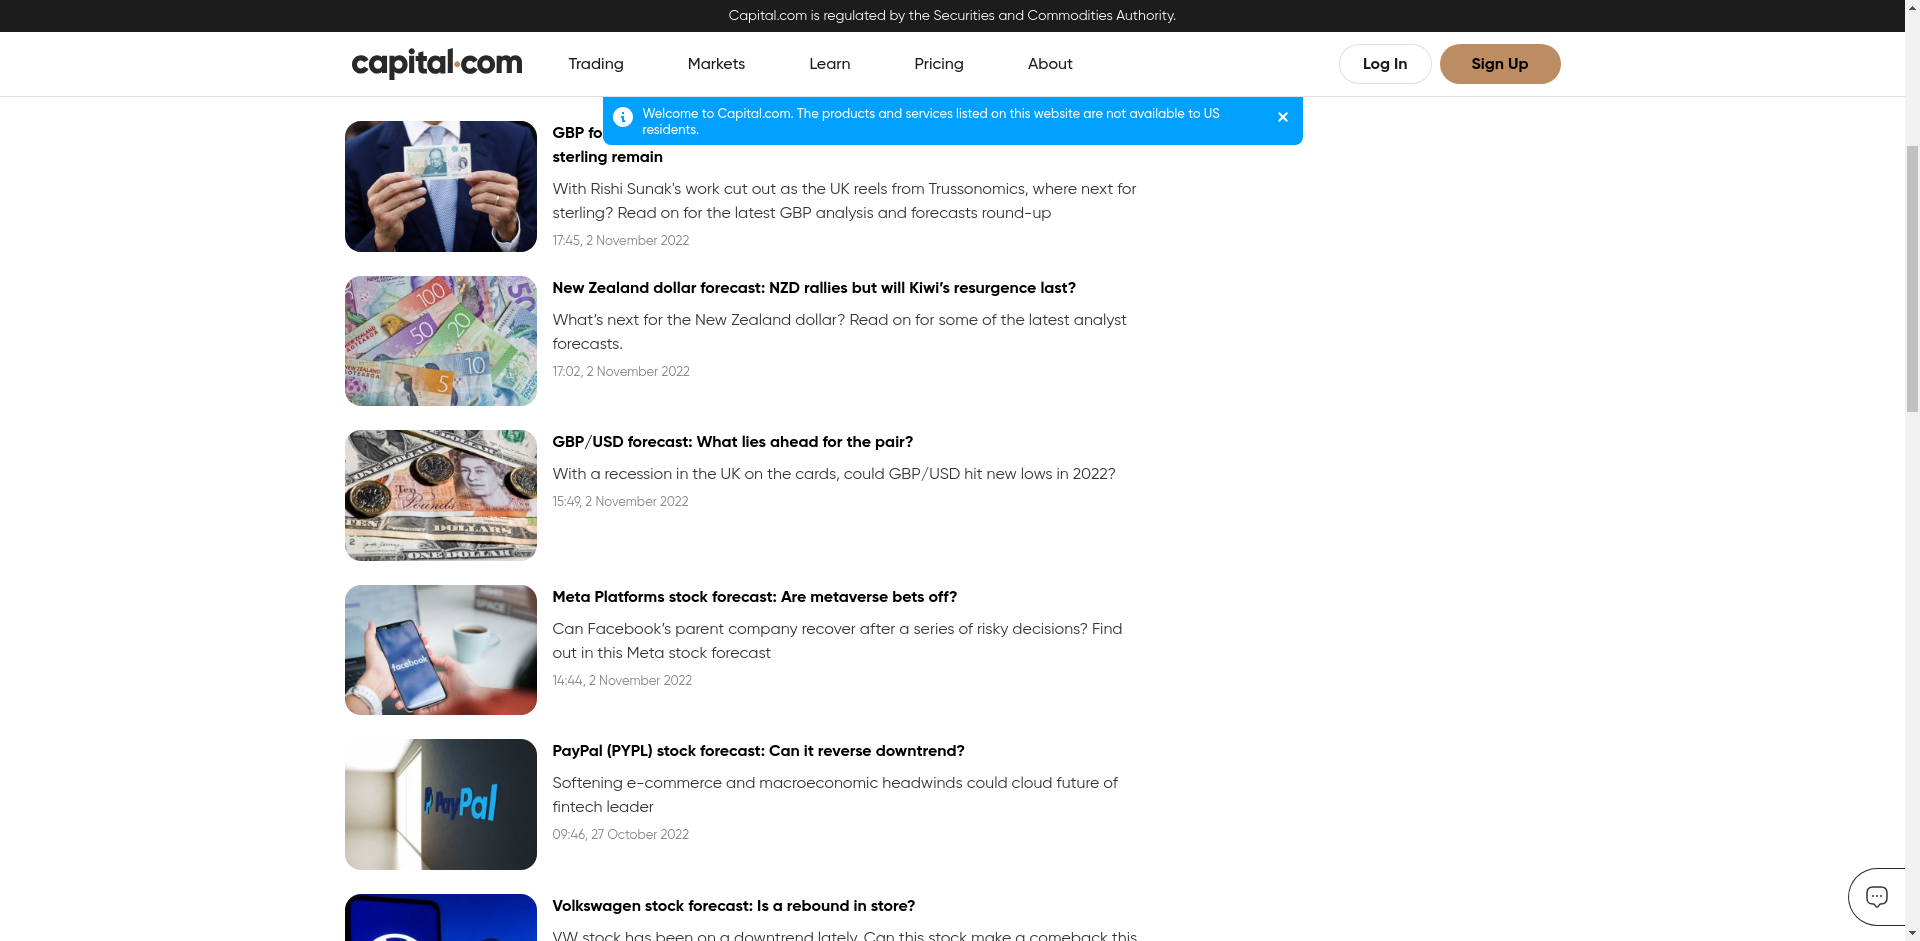 Capital.com is regulated by the Securities and Commodities Authority.
capital.com
Trading
Markets
Learn
Pricing
About
Log In
Sign Up
Welcome to Capital.com. The products and services listed on this website are not available to US
residents.
GBP fo
sterling remain
With Rishi Sunak's work cut out as the UK reels from Trussonomics, where next for
sterling? Read on for the latest GBP analysis and forecasts round-up
17:45, 2 November 2022
New Zealand dollar forecast: NZD rallies but will Kiwi’s resurgence last?
What’s next for the New Zealand dollar? Read on for some of the latest analyst
forecasts.
17:02, 2 November 2022
GBP/USD forecast: What lies ahead for the pair?
With a recession in the UK on the cards, could GBP/USD hit new lows in 2022?
15:49, 2 November 2022
Meta Platforms stock forecast: Are metaverse bets off?
Can Facebook’s parent company recover after a series of risky decisions? Find
out in this Meta stock forecast
14:44, 2 November 2022
facebook
PayPal (PYPL) stock forecast: Can it reverse downtrend?
Softening e-commerce and macroeconomic headwinds could cloud future of
fintech leader
09:46, 27 October 2022
PayPal
Volkswagen stock forecast: Is a rebound in store?
VW stock has been on a downtrend lately. Can this stock make a comeback this